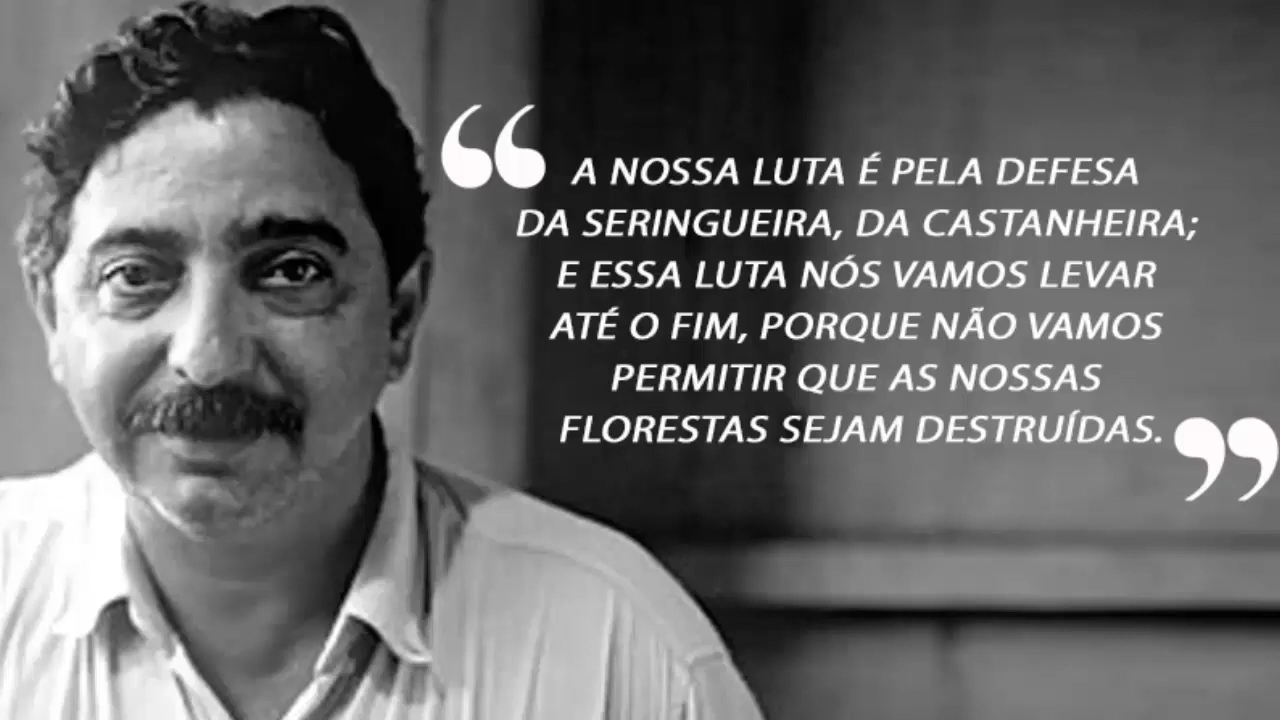 “ A NOSSA LUTA É PELA DEFESA
DA SERINGUEIRA, DA CASTANHEIRA;
E ESSA LUTA NÓS VAMOS LEVAR
ATÉ O FIM, PORQUE NÃO VAMOS
PERMITIR QUE AS NOSSAS
FLORESTAS SEJAM DESTRUÍDAS. ”